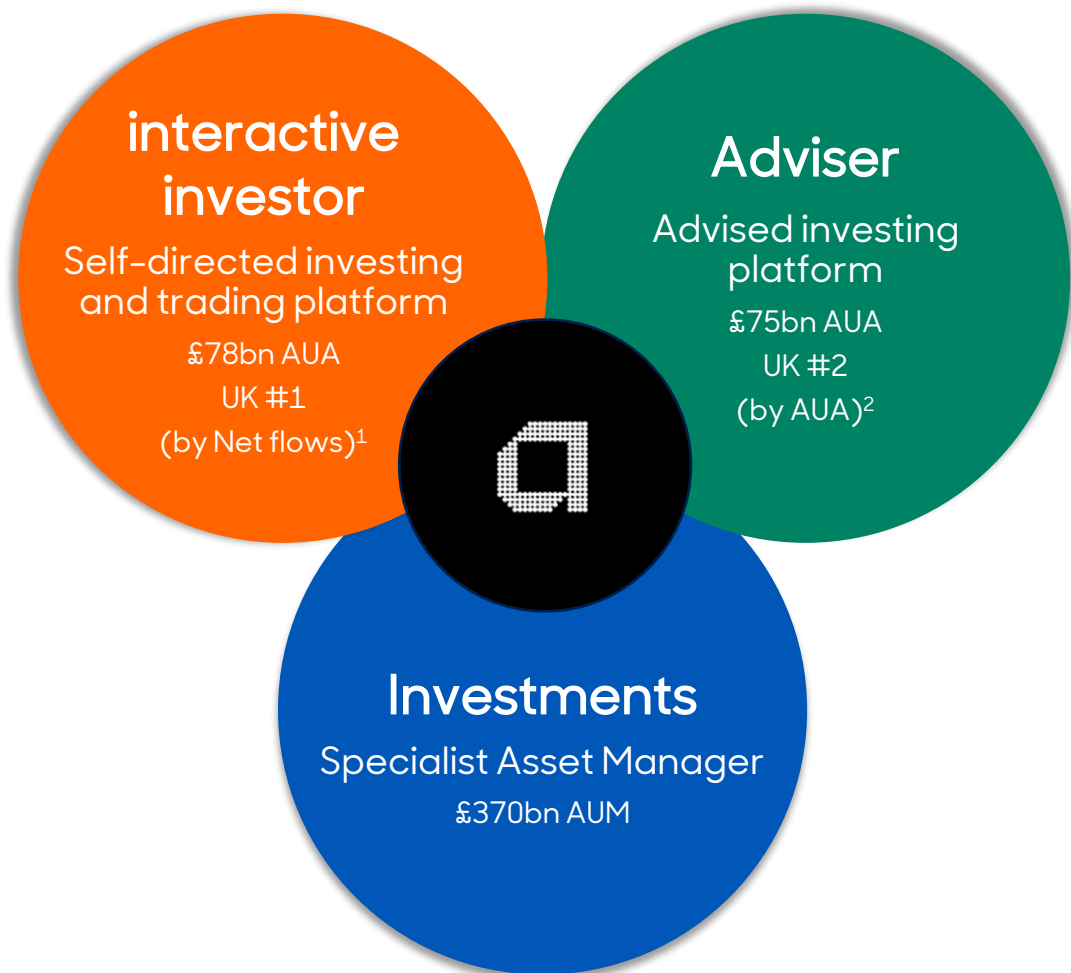 interactive
investor
Self-directed investing
and trading platform
£78bn AUA
UK #1
(by Net flows)¹
Adviser
Advised investing
platform
£75bn AUA
UK #2
(by AUA)²
a
Investments
Specialist Asset Manager
£370bn AUM